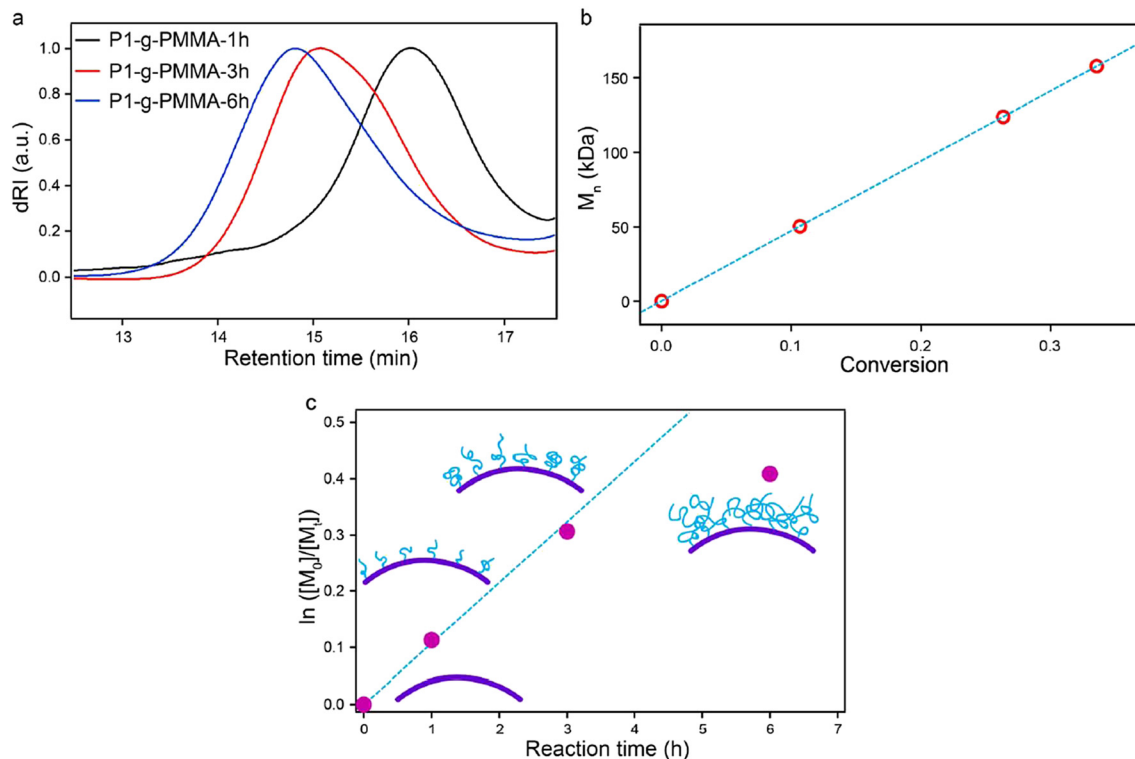 a
P1-g-PMMA-1h
P1-g-PMMA-3h
P1-g-PMMA-6h
1.0
0.8
0.6
0.4
0.2
0.0
dRI (a.u.)
13 14 15 16 17
Retention time (min)
b
150
100
50
0
Mn (kDa)
0.0 0.1 0.2 0.3
Conversion
c
0.5
0.4
0.3
0.2
0.1
0.0
ln ([M0]/[Mt])
0 1 2 3 4 5 6 7
Reaction time (h)